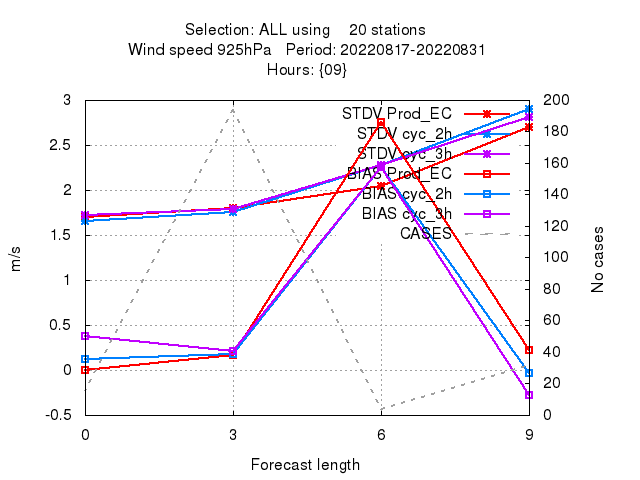 Selection: ALL using    20 stations
Wind speed 925hPa   Period: 20220817-20220831
Hours: {09}
3
2.5
2
1.5
1
0.5
0
-0.5
m/s
200
180
160
140
120
100
80
60
40
20
0
No cases
STDV Prod_EC
STDV cyc_2h
STDV cyc_3h
BIAS Prod_EC
BIAS cyc_2h
BIAS cyc_3h
CASES
0 3 6 9
Forecast length